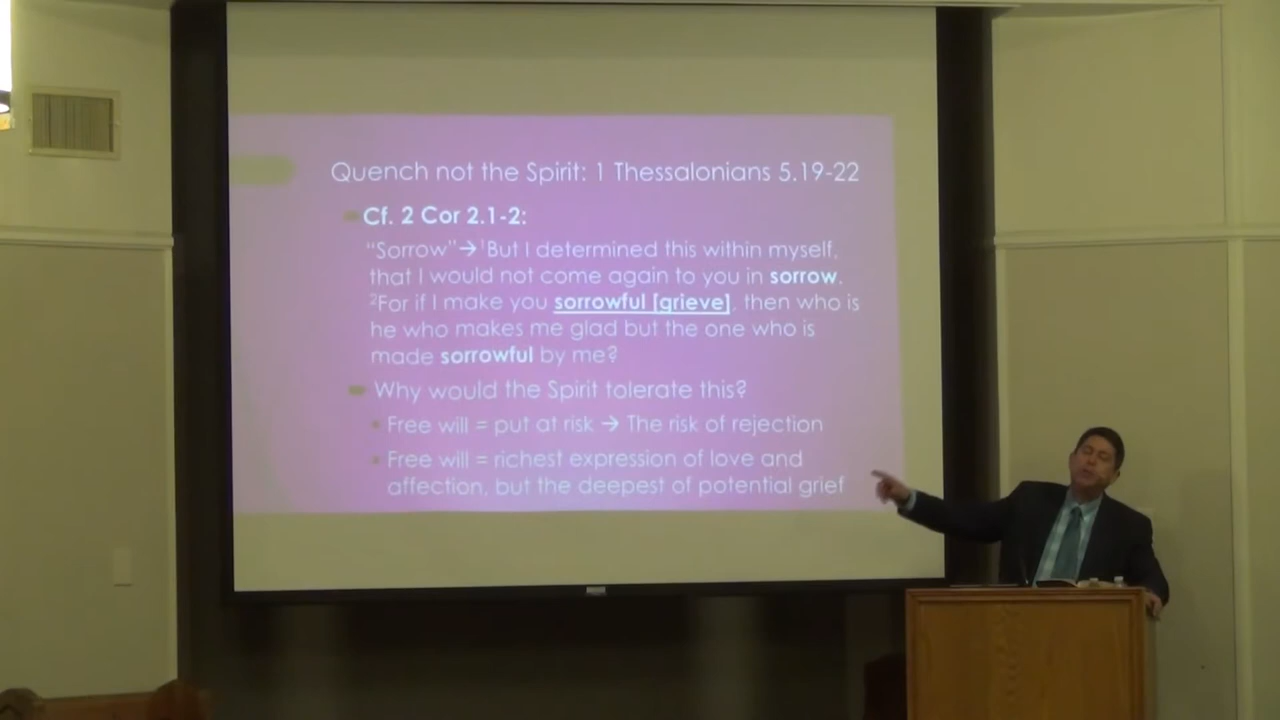 Quench not the Spirit: 1 Thessalonians 5.19-22
Cf. 2 Cor 2.1-2:
“Sorrow”→¹But I determined this within myself,
that I would not come again to you in sorrow.
²For if I make you sorrowful [grieve], then who is
he who makes me glad but the one who is
made sorrowful by me?
Why would the Spirit tolerate this?
Free will = put at risk → The risk of rejection
Free will = richest expression of love and
affection, but the deepest of potential grief